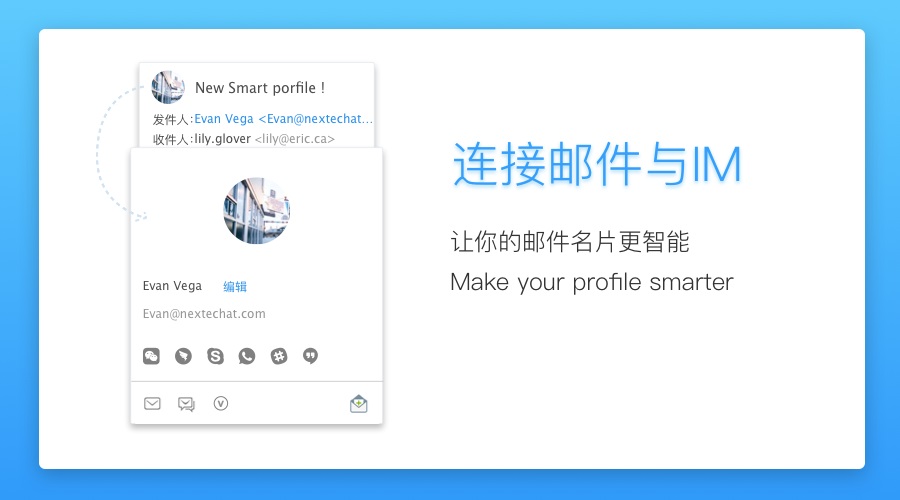 New Smart porfile !
发件人:Evan Vega <Evan@nextechat...
收件人:lily.glover <lily@eric.ca>
Evan Vega 编辑
Evan@nextechat.com
连接邮件与IM
让你的邮件名片更智能
Make your profile smarter